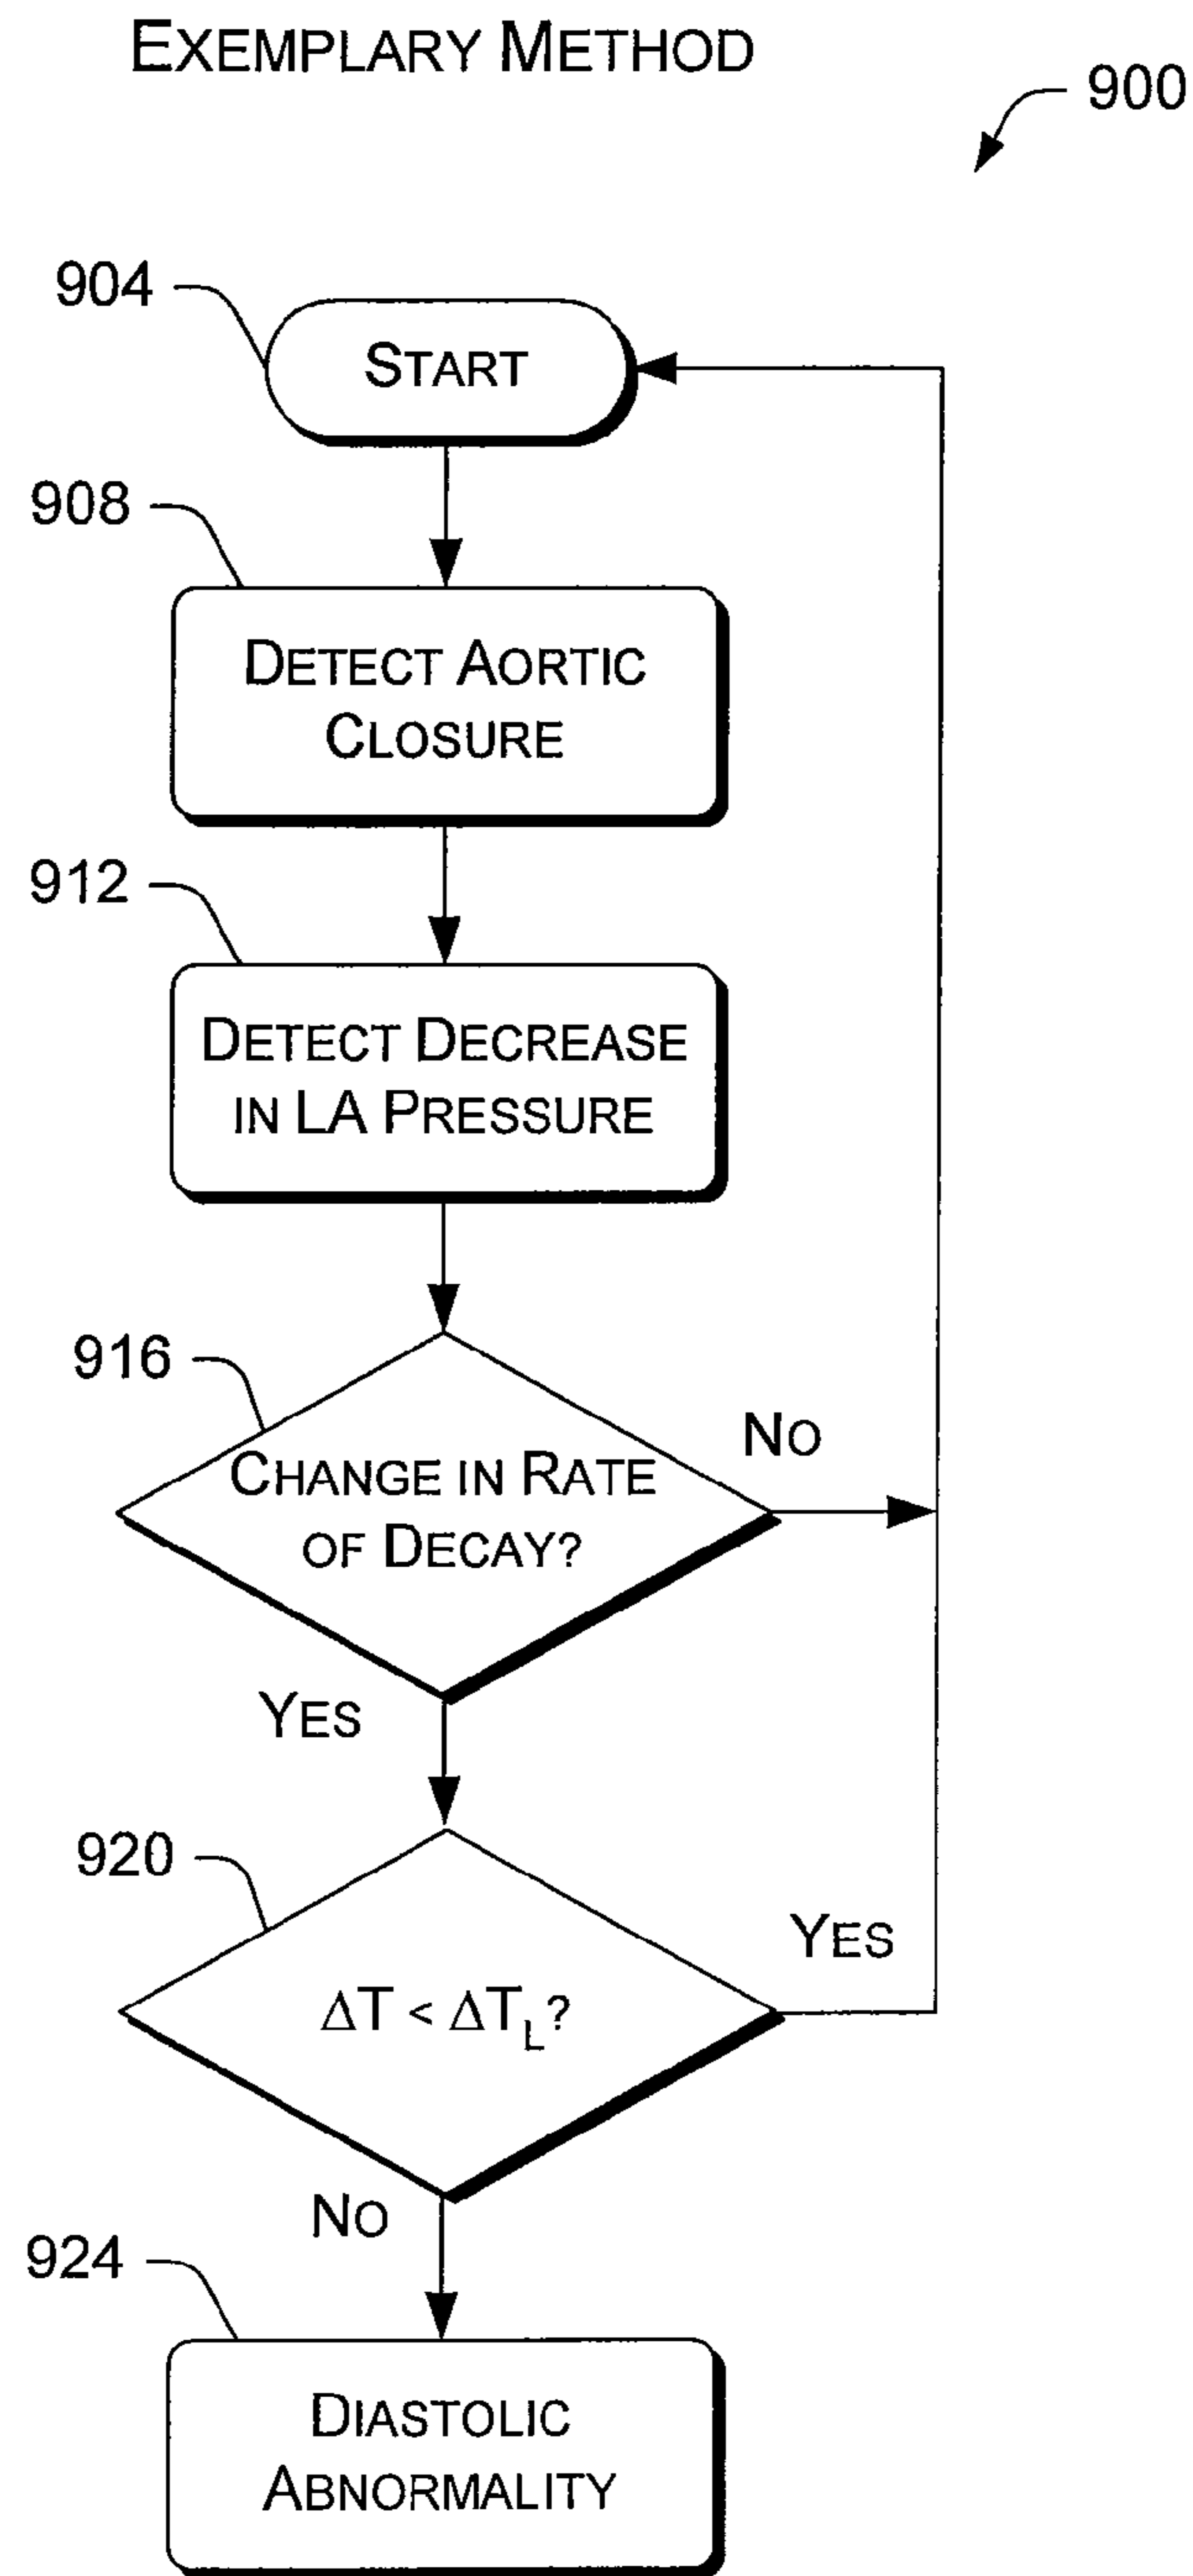 EXEMPLARY METHOD
900
904
START
908
DETECT AORTIC
CLOSURE
912
DETECT DECREASE
IN LA PRESSURE
916
CHANGE IN RATE
OF DECAY?
NO
YES
920
ΔT < ΔT_L?
YES
NO
924
DIASTOLIC
ABNORMALITY